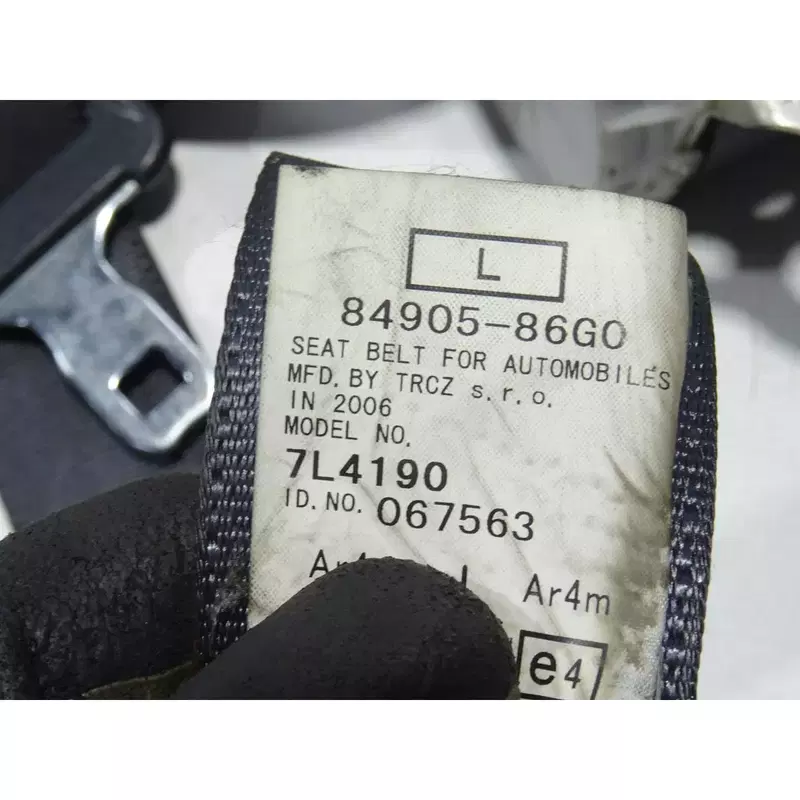 L
84905-86G0
SEAT BELT FOR AUTOMOBILES
MFD. BY TRCZ s.r.o.
IN 2006
MODEL NO.
7L4190
ID. NO. 067563
Ar4m
e4